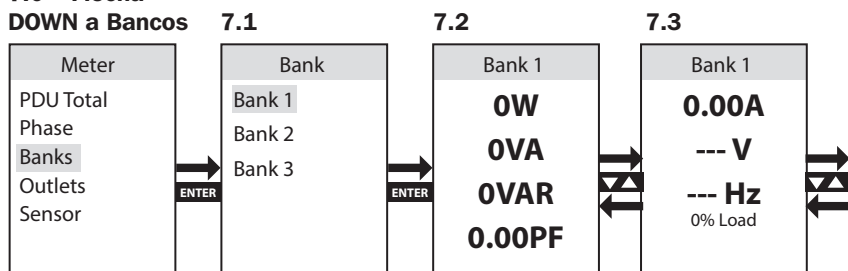 DOWN a Bancos
7.1
7.2
7.3
Meter
PDU Total
Phase
Banks
Outlets
Sensor
ENTER
Bank
Bank 1
Bank 2
Bank 3
ENTER
Bank 1
0W
0VA
0VAR
0.00PF
Bank 1
0.00A
--- V
--- Hz
0% Load